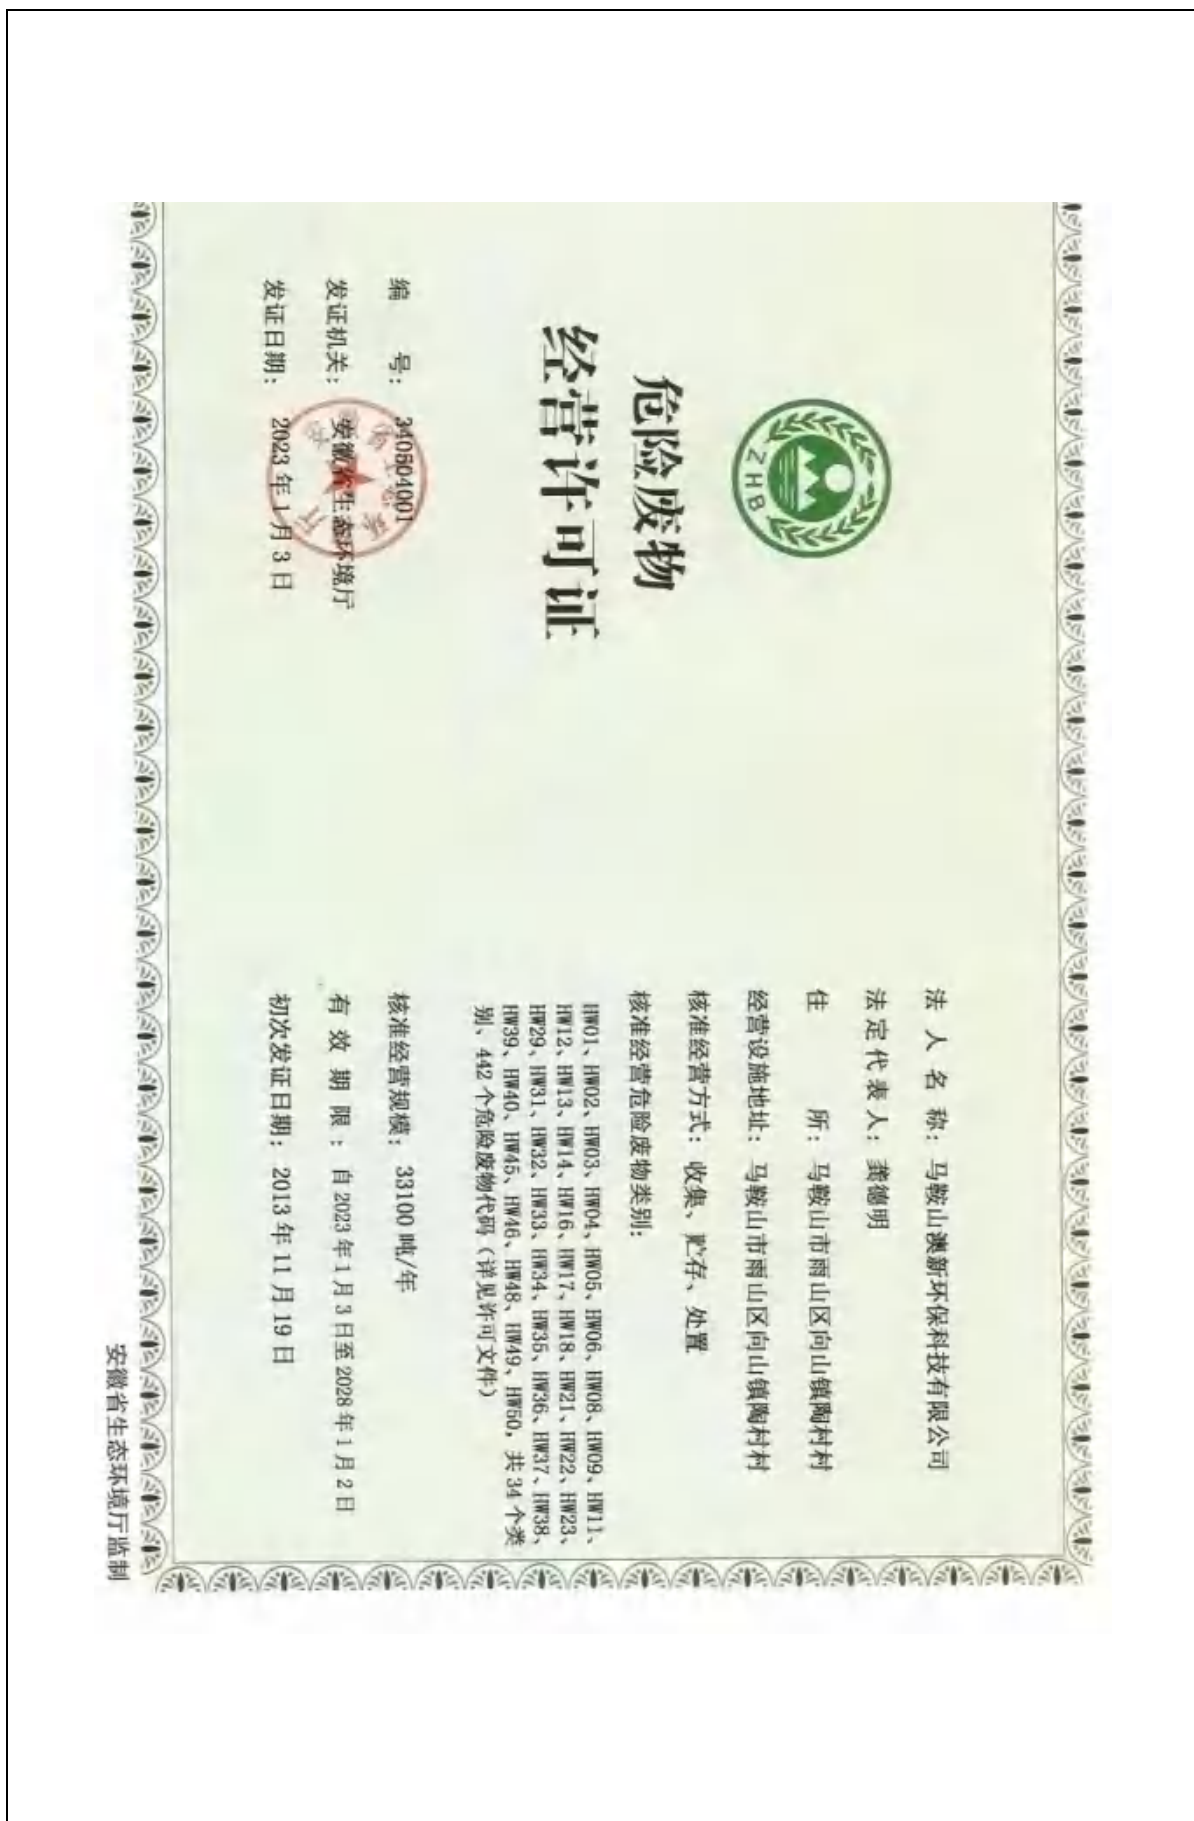 ZHB
危险废物
经营许可证
编 号: 340504001
发证机关: 安徽省生态环境厅
发证日期: 2023年1月3日
法 人 名 称: 马鞍山澳新环保科技有限公司
法定代表人: 龚德明
住 所: 马鞍山市雨山区向山镇陶村村
经营设施地址: 马鞍山市雨山区向山镇陶村村
核准经营方式: 收集、贮存、处置
核准经营危险废物类别:
HW01、HW02、HW03、HW04、HW05、HW06、HW08、HW09、HW11、
HW12、HW13、HW14、HW16、HW17、HW18、HW21、HW22、HW23、
HW29、HW31、HW32、HW33、HW34、HW35、HW36、HW37、HW38、
HW39、HW40、HW45、HW46、HW48、HW49、HW50, 共34个类
别、442个危险废物代码(详见许可文件)
核准经营规模: 33100吨/年
有 效 期 限: 自2023年1月3日至2028年1月2日
初次发证日期: 2013年11月19日
安徽省生态环境厅监制